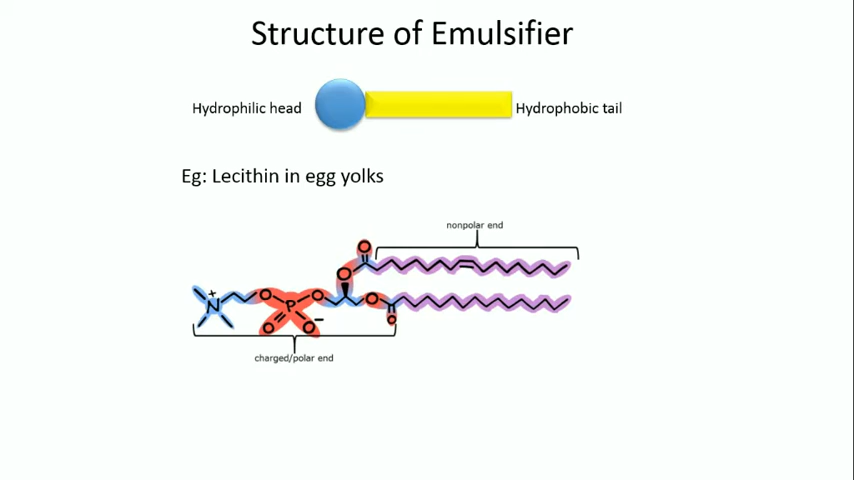 Structure of Emulsifier
Hydrophilic head
Hydrophobic tail
Eg: Lecithin in egg yolks
nonpolar end
O
O
N
+
O
P
O
O
O
O
−
O
charged/polar end